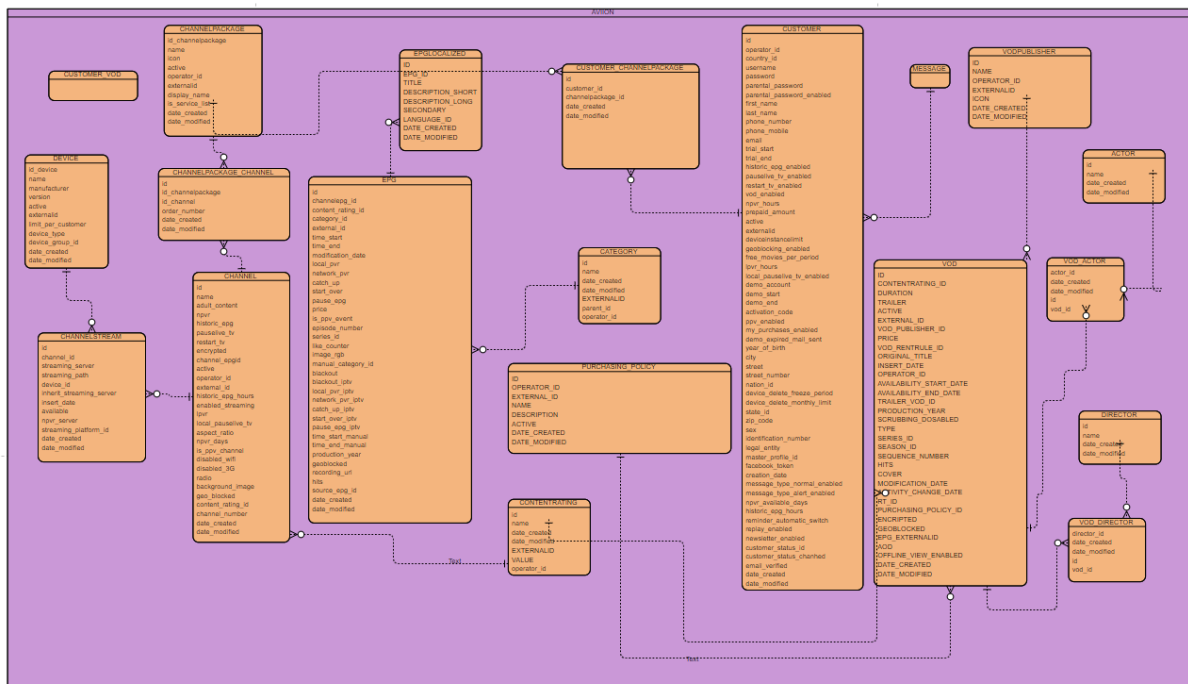 AVIION
CHANNELPACKAGE
id_channelpackage
name
icon
active
operator_id
externalid
display_name
is_service_list
date_created
date_modified
CUSTOMER_VOD
EPGLOCALIZED
ID
EPG_ID
TITLE
DESCRIPTION_SHORT
DESCRIPTION_LONG
SECONDARY
LANGUAGE_ID
DATE_CREATED
DATE_MODIFIED
CUSTOMER_CHANNELPACKAGE
id
customer_id
channelpackage_id
date_created
date_modified
CUSTOMER
id
operator_id
country_id
username
password
parental_password
parental_password_enabled
first_name
last_name
phone_number
phone_mobile
email
trial_start
trial_end
historic_epg_enabled
pauselive_tv_enabled
restart_tv_enabled
vod_enabled
npvr_hours
prepaid_amount
active
externalid
deviceinstancelimit
geoblocking_enabled
free_movies_per_period
lpvr_hours
local_pauselive_tv_enabled
demo_account
demo_start
demo_end
activation_code
ppv_enabled
my_purchases_enabled
demo_expired_mail_sent
year_of_birth
city
street
street_number
nation_id
device_delete_freeze_period
device_delete_monthly_limit
state_id
zip_code
sex
identification_number
legal_entity
master_profile_id
facebook_token
creation_date
message_type_normal_enabled
message_type_alert_enabled
npvr_available_days
historic_epg_hours
reminder_automatic_switch
replay_enabled
newsletter_enabled
customer_status_id
customer_status_chanhed
email_verified
date_created
date_modified
MESSAGE
VODPUBLISHER
ID
NAME
OPERATOR_ID
EXTERNALID
ICON
DATE_CREATED
DATE_MODIFIED
ACTOR
id
name
date_created
date_modified
DEVICE
id_device
name
manufacturer
version
active
externalid
limit_per_customer
device_type
device_group_id
date_created
date_modified
CHANNELPACKAGE_CHANNEL
id
id_channelpackage
id_channel
order_number
date_created
date_modified
EPG
id
channelepg_id
content_rating_id
category_id
external_id
time_start
time_end
modification_date
local_pvr
network_pvr
catch_up
start_over
pause_epg
price
is_ppv_event
episode_number
series_id
like_counter
image_rgb
manual_category_id
blackout
blackout_iptv
local_pvr_iptv
network_pvr_iptv
catch_up_iptv
start_over_iptv
pause_epg_iptv
time_start_manual
time_end_manual
production_year
geoblocked
recording_url
hits
source_epg_id
date_created
date_modified
CATEGORY
id
name
date_created
date_modified
EXTERNALID
parent_id
operator_id
VOD
ID
CONTENTRATING_ID
DURATION
TRAILER
ACTIVE
EXTERNAL_ID
VOD_PUBLISHER_ID
PRICE
VOD_RENTRULE_ID
ORIGINAL_TITLE
INSERT_DATE
OPERATOR_ID
AVAILABILITY_START_DATE
AVAILABILITY_END_DATE
TRAILER_VOD_ID
PRODUCTION_YEAR
SCRUBBING_DOSABLED
TYPE
SERIES_ID
SEASON_ID
SEQUENCE_NUMBER
HITS
COVER
MODIFICATION_DATE
ACTIVITY_CHANGE_DATE
RT_ID
PURCHASING_POLICY_ID
ENCRIPTED
GEOBLOCKED
EPG_EXTERNALID
AOD
OFFLINE_VIEW_ENABLED
DATE_CREATED
DATE_MODIFIED
VOD_ACTOR
actor_id
date_created
date_modified
id
vod_id
CHANNEL
id
name
adult_content
npvr
historic_epg
pauselive_tv
restart_tv
encrypted
channel_epgid
active
operator_id
external_id
historic_epg_hours
enabled_streaming
lpvr
local_pauselive_tv
aspect_ratio
npvr_days
is_ppv_channel
disabled_wifi
disabled_3G
radio
background_image
geo_blocked
content_rating_id
channel_number
date_created
date_modified
CHANNELSTREAM
id
channel_id
streaming_server
streaming_path
device_id
inherit_streaming_server
insert_date
available
npvr_server
streaming_platform_id
date_created
date_modified
PURCHASING_POLICY
ID
OPERATOR_ID
EXTERNAL_ID
NAME
DESCRIPTION
ACTIVE
DATE_CREATED
DATE_MODIFIED
DIRECTOR
id
name
date_created
date_modified
CONTENTRATING
id
name
date_created
date_modified
EXTERNALID
VALUE
operator_id
VOD_DIRECTOR
director_id
date_created
date_modified
id
vod_id
Text
Text